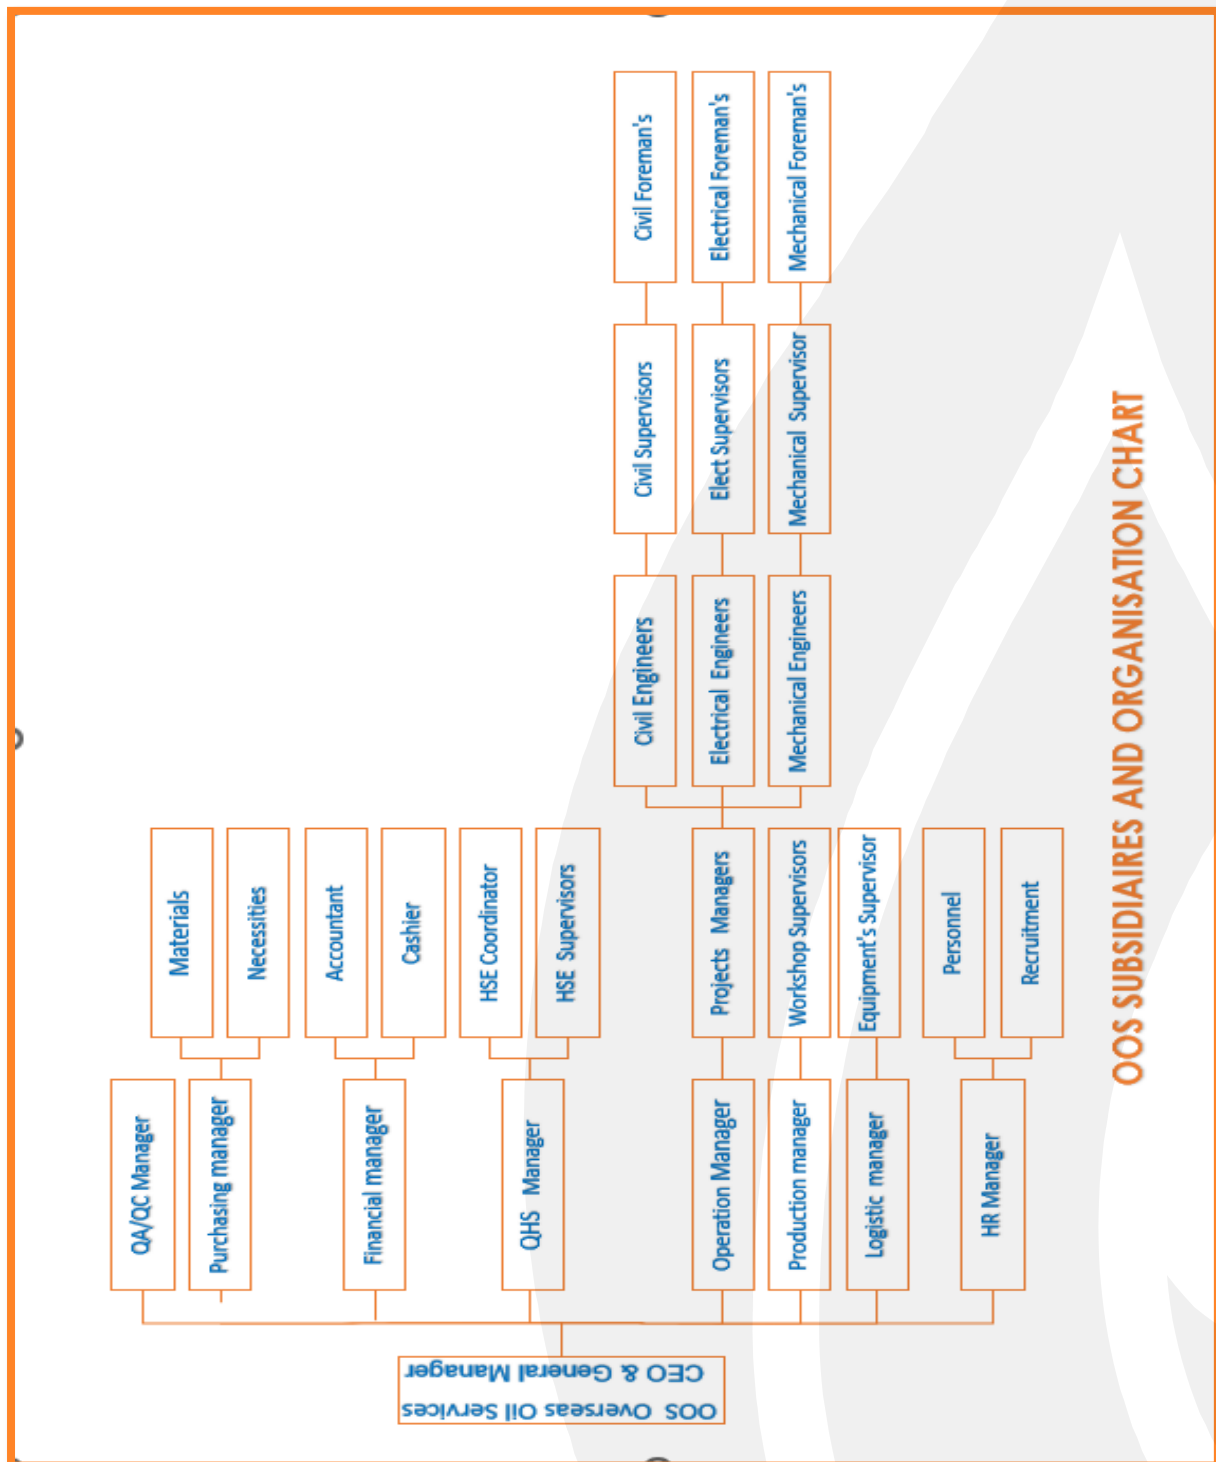 OOS SUBSIDIAIRES AND ORGANISATION CHART
OOS Overseas Oil Services
CEO & General Manager
QA/QC Manager
Purchasing manager
Financial manager
QHS Manager
Operation Manager
Production manager
Logistic manager
HR Manager
Materials
Necessities
Accountant
Cashier
HSE Coordinator
HSE Supervisors
Projects Managers
Workshop Supervisors
Equipment's Supervisor
Personnel
Recruitment
Civil Engineers
Electrical Engineers
Mechanical Engineers
Civil Supervisors
Elect Supervisors
Mechanical Supervisor
Civil Foreman's
Electrical Foreman's
Mechanical Foreman's